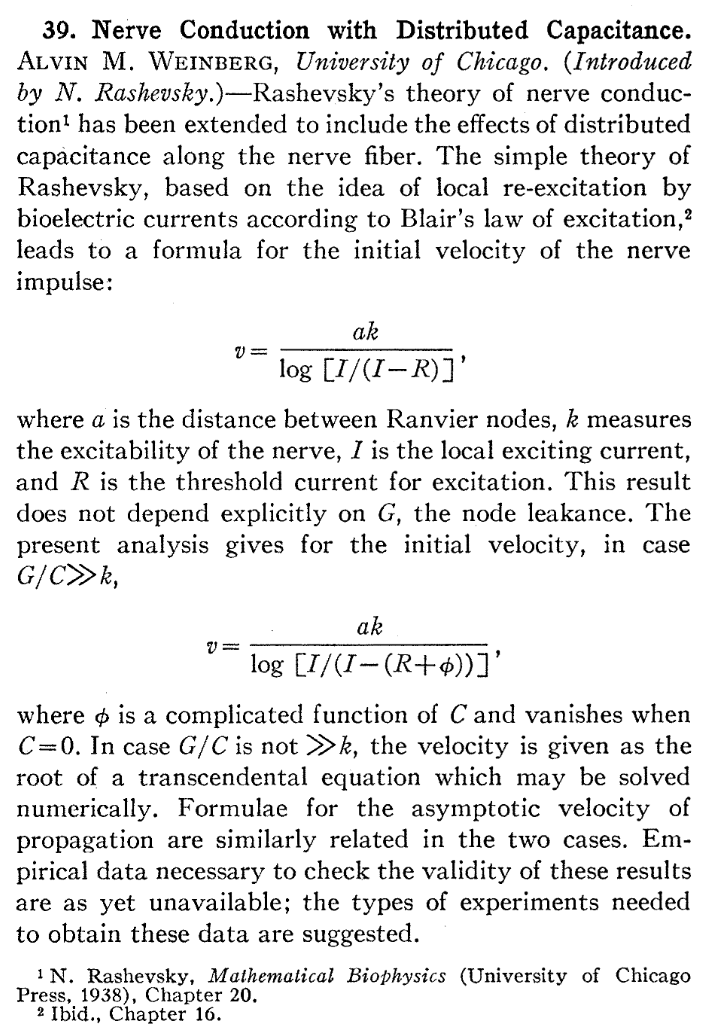 39. Nerve Conduction with Distributed Capacitance.
ALVIN M. WEINBERG, University of Chicago. (Introduced
by N. Rashevsky.)—Rashevsky's theory of nerve conduc-
tion¹ has been extended to include the effects of distributed
capacitance along the nerve fiber. The simple theory of
Rashevsky, based on the idea of local re-excitation by
bioelectric currents according to Blair's law of excitation,²
leads to a formula for the initial velocity of the nerve
impulse:
v = ak / log [I/(I−R)],
where a is the distance between Ranvier nodes, k measures
the excitability of the nerve, I is the local exciting current,
and R is the threshold current for excitation. This result
does not depend explicitly on G, the node leakance. The
present analysis gives for the initial velocity, in case
G/C≫k,
v = ak / log [I/(I−(R+ϕ))],
where ϕ is a complicated function of C and vanishes when
C=0. In case G/C is not ≫k, the velocity is given as the
root of a transcendental equation which may be solved
numerically. Formulae for the asymptotic velocity of
propagation are similarly related in the two cases. Em-
pirical data necessary to check the validity of these results
are as yet unavailable; the types of experiments needed
to obtain these data are suggested.
¹ N. Rashevsky, Mathematical Biophysics (University of Chicago
Press, 1938), Chapter 20.
² Ibid., Chapter 16.